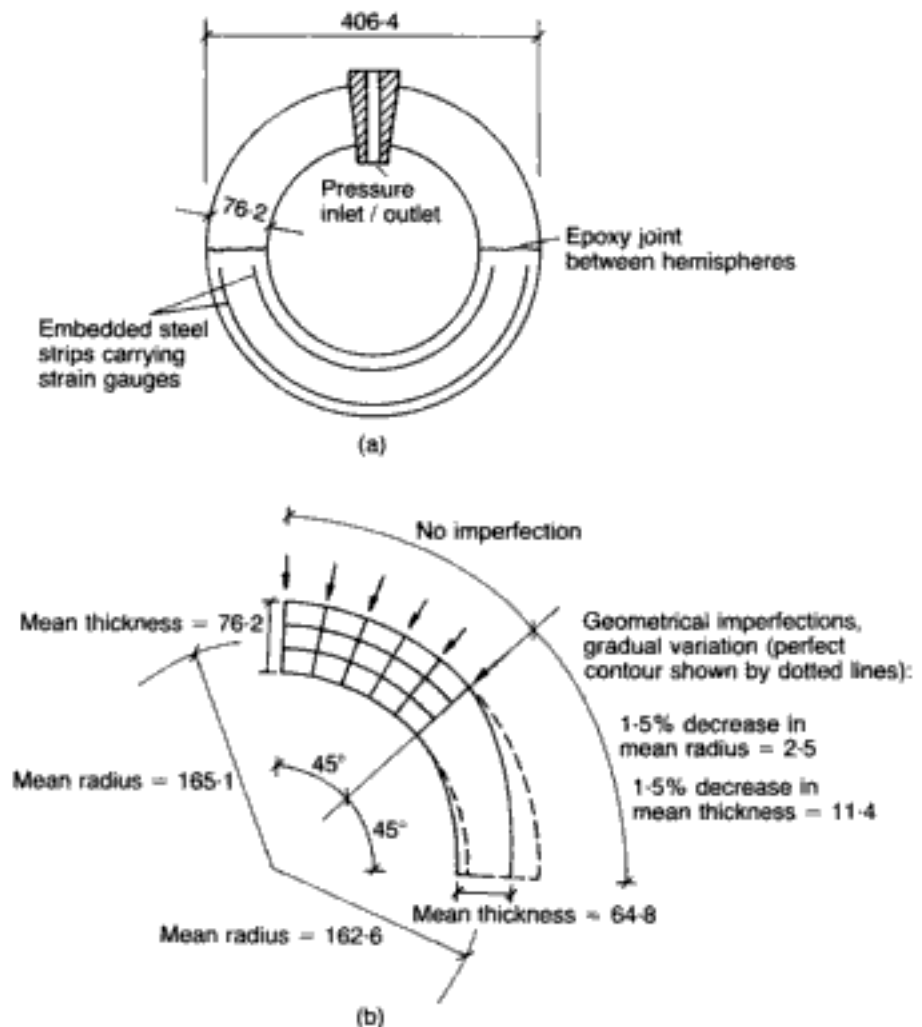 406·4
76·2
Pressure
inlet / outlet
Epoxy joint
between hemispheres
Embedded steel
strips carrying
strain gauges
(a)
No imperfection
Mean thickness = 76·2
Geometrical imperfections,
gradual variation (perfect
contour shown by dotted lines):
1·5% decrease in
mean radius = 2·5
1·5% decrease in
mean thickness = 11·4
Mean radius = 165·1
45°
45°
Mean thickness = 64·8
Mean radius = 162·6
(b)